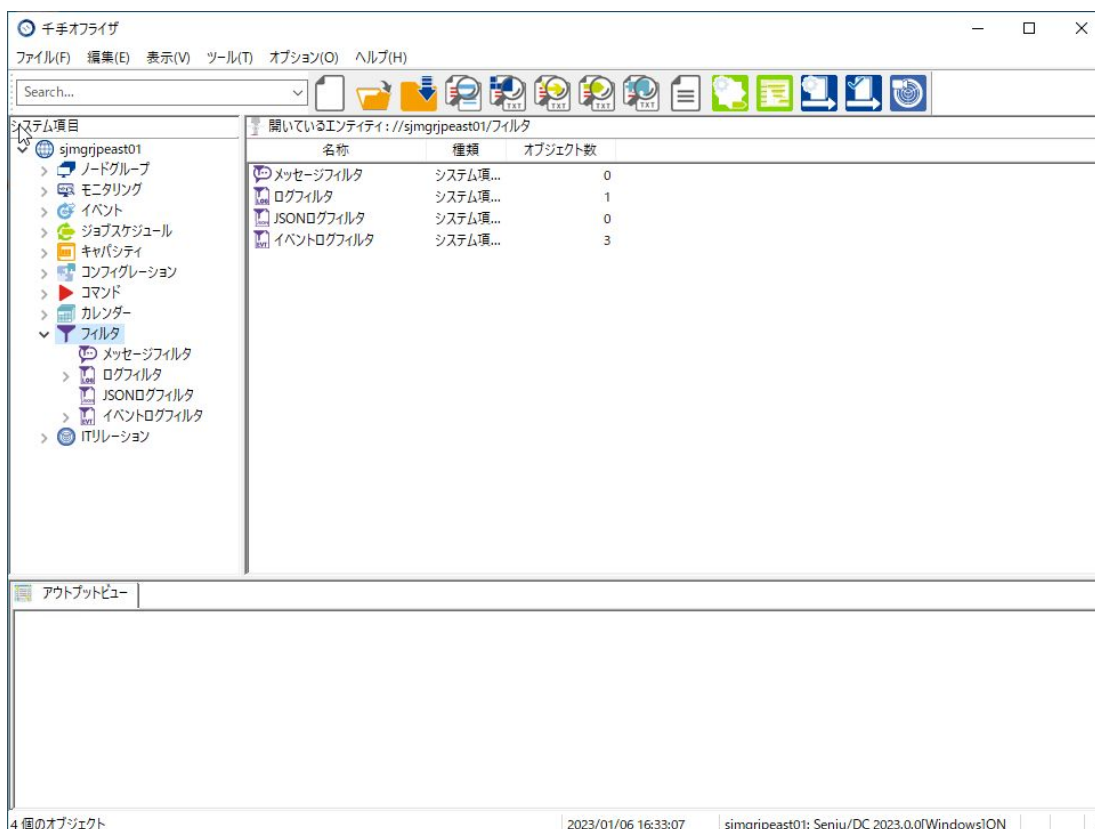 千手オフライザ
ファイル(F) 編集(E) 表示(V) ツール(T) オプション(O) ヘルプ(H)
Search...
TXT TXT TXT TXT
システム項目
開いているエンティティ : //sjmgrjpeast01/フィルタ
sjmgrjpeast01
名称 種類 オブジェクト数
ノードグループ
メッセージフィルタ システム項... 0
モニタリング
ログフィルタ システム項... 1
イベント
JSONログフィルタ システム項... 0
ジョブスケジュール
イベントログフィルタ システム項... 3
キャパシティ
コンフィグレーション
コマンド
カレンダー
フィルタ
メッセージフィルタ
ログフィルタ
JSONログフィルタ
イベントログフィルタ
ITリレーション
アウトプットビュー
4 個のオブジェクト 2023/01/06 16:33:07 sjmgrjpeast01: Senju/DC 2023.0.0[Windows]ON